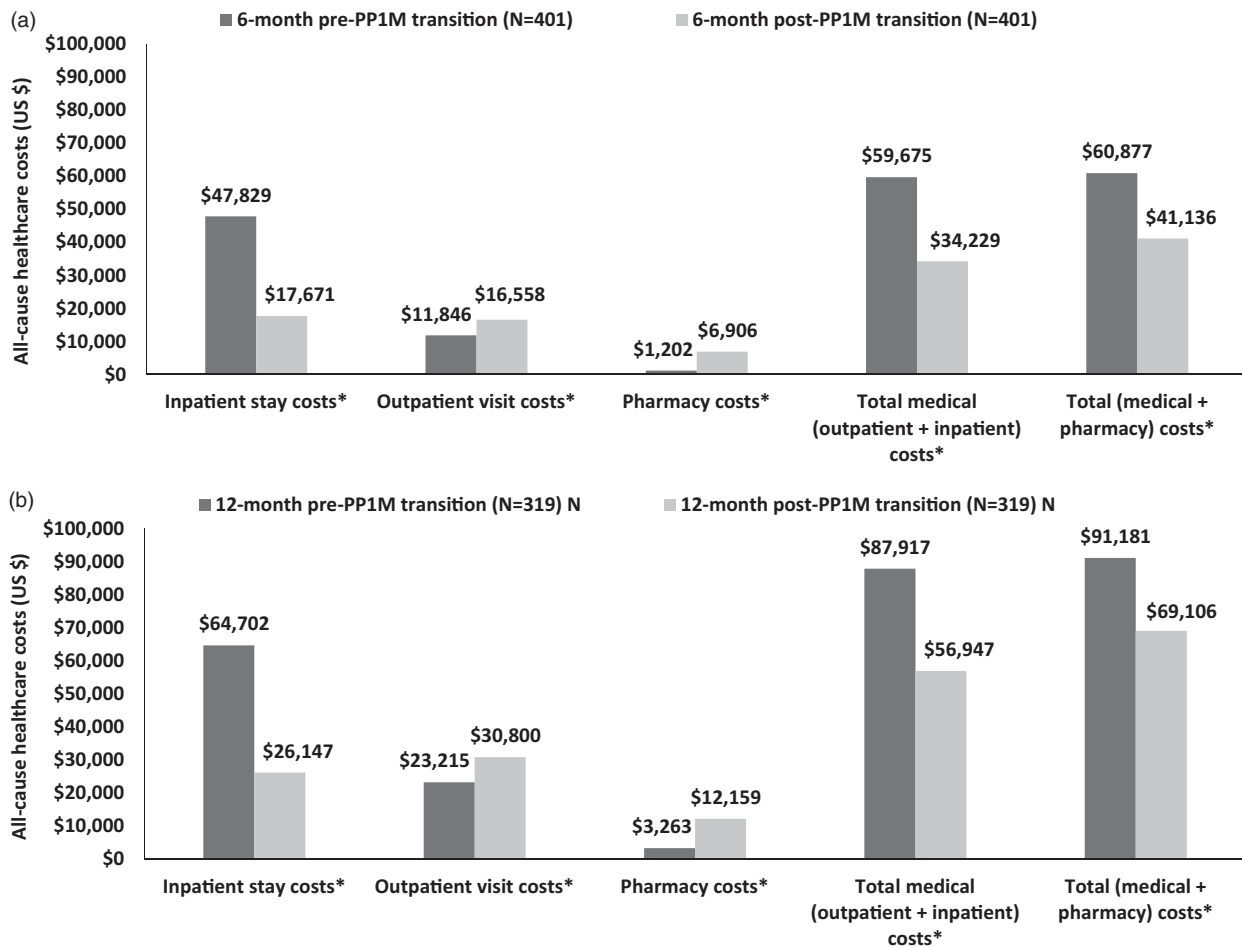 (a)
6-month pre-PP1M transition (N=401) 6-month post-PP1M transition (N=401)
All-cause healthcare costs (US $)
$100,000
$90,000
$80,000
$70,000
$60,000
$50,000
$40,000
$30,000
$20,000
$10,000
$0
$47,829
$17,671
$11,846
$16,558
$1,202
$6,906
$59,675
$34,229
$60,877
$41,136
Inpatient stay costs*
Outpatient visit costs*
Pharmacy costs*
Total medical
(outpatient + inpatient)
costs*
Total (medical +
pharmacy) costs*
(b)
12-month pre-PP1M transition (N=319) N 12-month post-PP1M transition (N=319) N
All-cause healthcare costs (US $)
$100,000
$90,000
$80,000
$70,000
$60,000
$50,000
$40,000
$30,000
$20,000
$10,000
$0
$64,702
$26,147
$23,215
$30,800
$3,263
$12,159
$87,917
$56,947
$91,181
$69,106
Inpatient stay costs*
Outpatient visit costs*
Pharmacy costs*
Total medical
(outpatient + inpatient)
costs*
Total (medical +
pharmacy) costs*